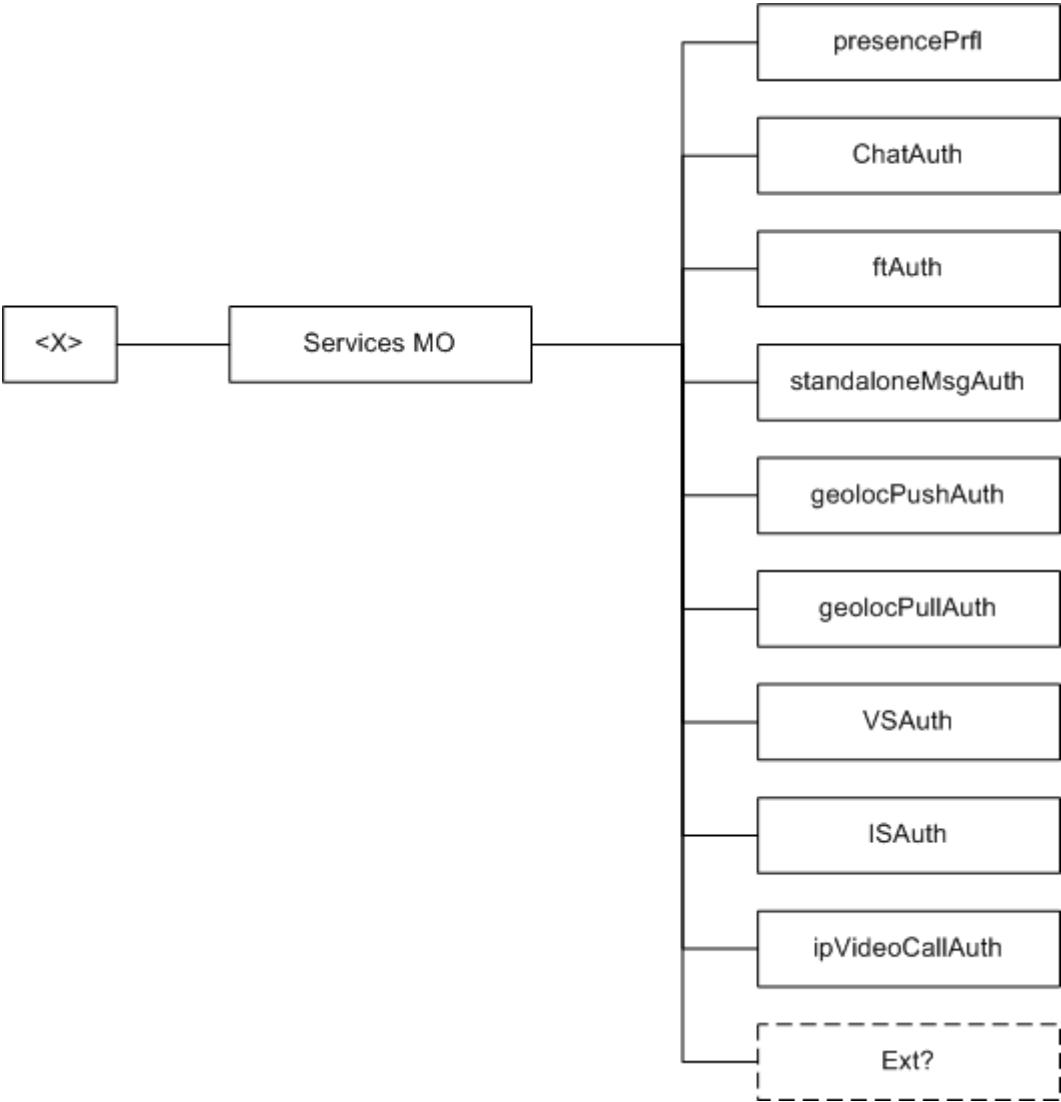 presencePrfl
ChatAuth
ftAuth
<X>
Services MO
standaloneMsgAuth
geolocPushAuth
geolocPullAuth
VSAuth
ISAuth
ipVideoCallAuth
Ext?